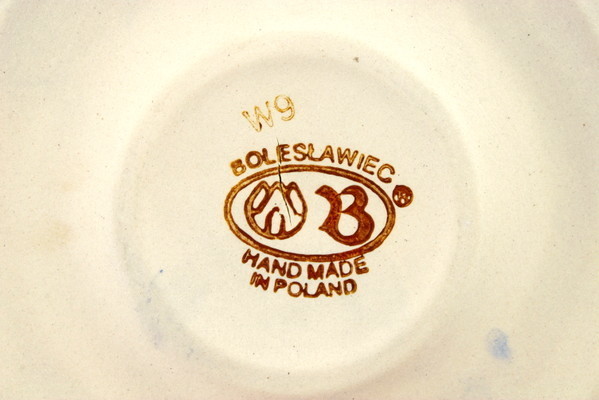 W9
BOLESŁAWIEC
B
HAND MADE
IN POLAND